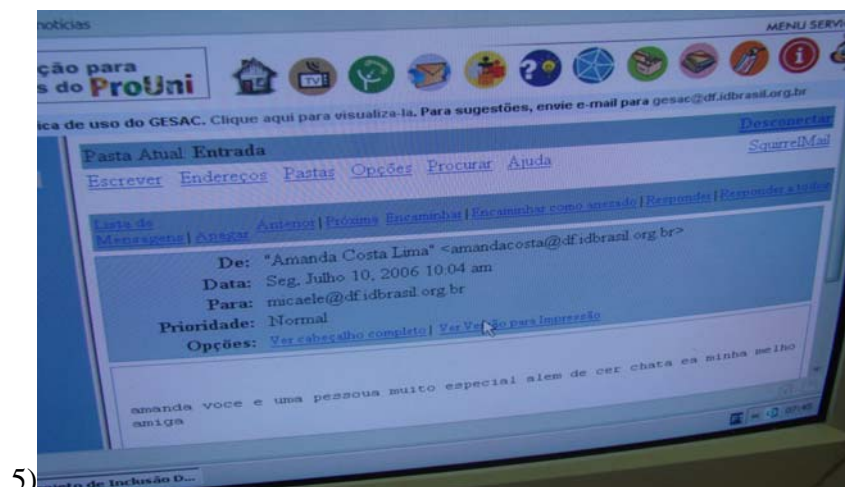 notícias
MENU SERV
ção para
s do ProUni
TV
ica de uso do GESAC. Clique aqui para visualiza-la. Para sugestões, envie e-mail para gesac@df.idbrasil.org.br
Desconectar
Pasta Atual: Entrada
SquirrelMail
Escrever Endereços Pastas Opções Procurar Ajuda
Lista de
Mensagens | Apagar Anterior | Próxima Encaminhar | Encaminhar como anexado | Responder | Responder a todos
De: "Amanda Costa Lima" <amandacosta@df.idbrasil.org.br>
Data: Seg, Julho 10, 2006 10:04 am
Para: micaele@df.idbrasil.org.br
Prioridade: Normal
Opções: Ver cabeçalho completo | Ver Versão para Impressão
amanda voce e uma pessoua muito especial alem de cer chata ea minha melho
amiga
07:45
jeto de Inclusão D...
5)